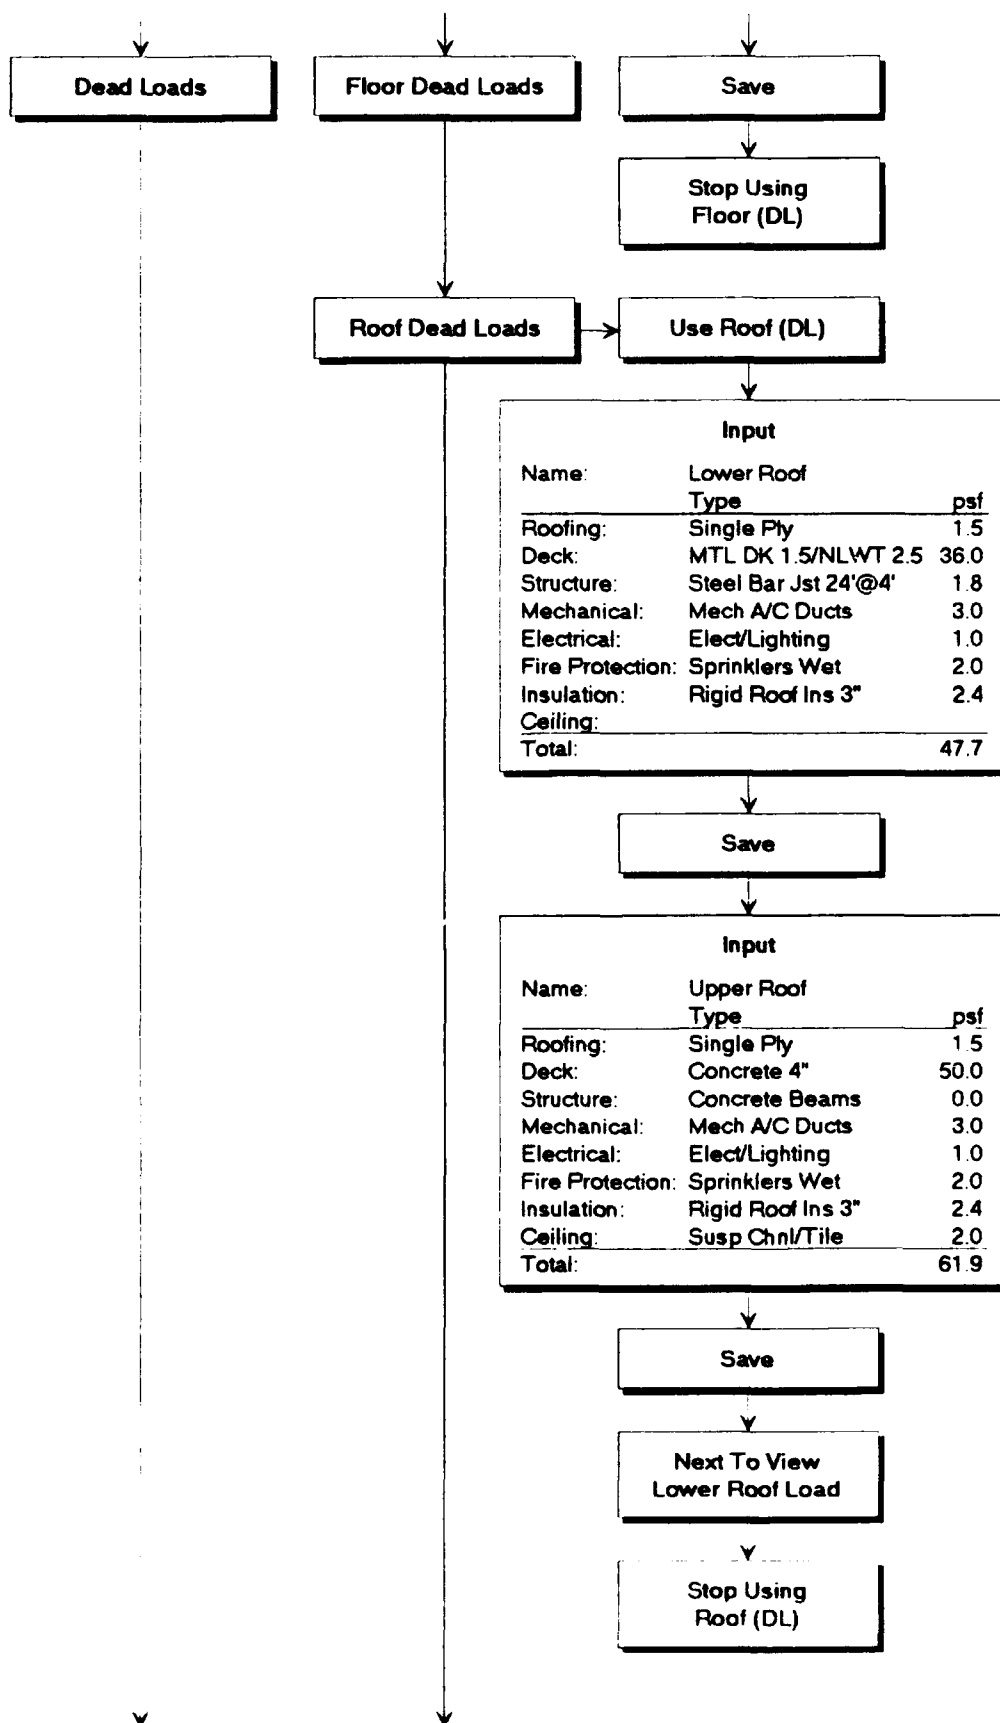 Dead Loads
Floor Dead Loads
Save
Stop Using
Floor (DL)
Roof Dead Loads
Use Roof (DL)
Input
Name: Lower Roof
Type psf
Roofing: Single Ply 1.5
Deck: MTL DK 1.5/NLWT 2.5 36.0
Structure: Steel Bar Jst 24'@4' 1.8
Mechanical: Mech A/C Ducts 3.0
Electrical: Elect/Lighting 1.0
Fire Protection: Sprinklers Wet 2.0
Insulation: Rigid Roof Ins 3" 2.4
Ceiling:
Total: 47.7
Save
Input
Name: Upper Roof
Type psf
Roofing: Single Ply 1.5
Deck: Concrete 4" 50.0
Structure: Concrete Beams 0.0
Mechanical: Mech A/C Ducts 3.0
Electrical: Elect/Lighting 1.0
Fire Protection: Sprinklers Wet 2.0
Insulation: Rigid Roof Ins 3" 2.4
Ceiling: Susp Chnl/Tile 2.0
Total: 61.9
Save
Next To View
Lower Roof Load
Stop Using
Roof (DL)